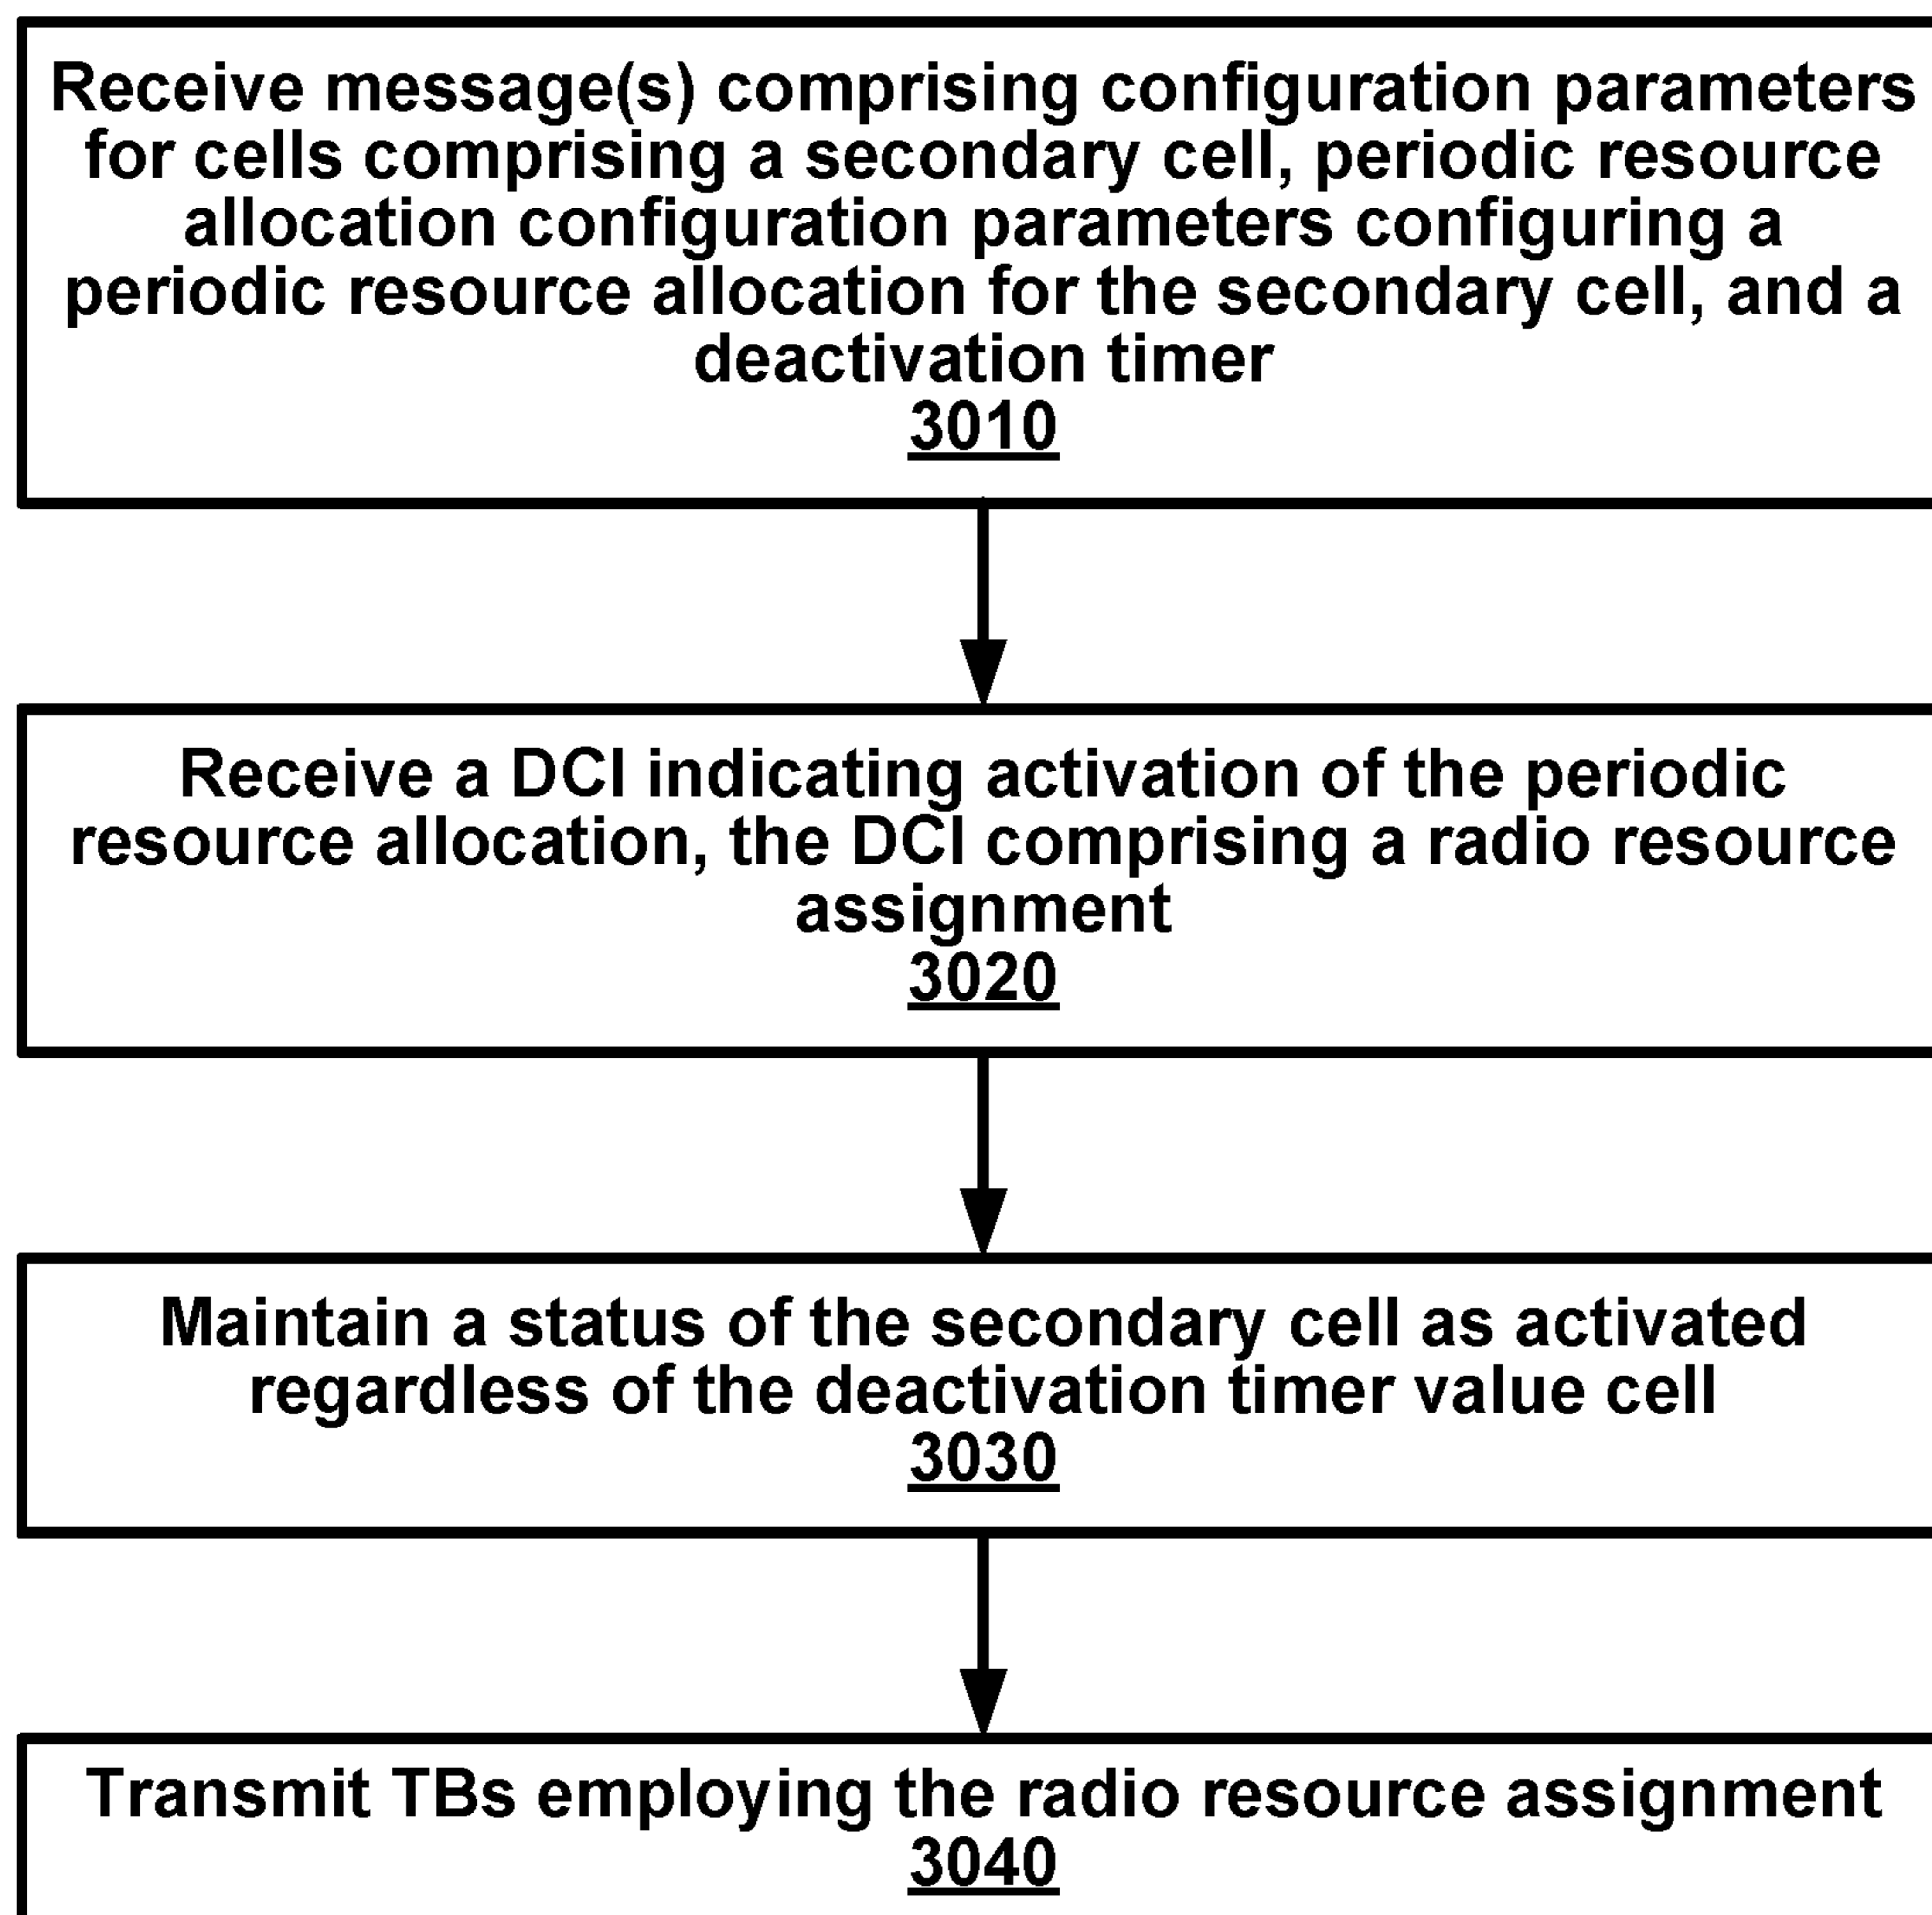 Receive message(s) comprising configuration parameters
for cells comprising a secondary cell, periodic resource
allocation configuration parameters configuring a
periodic resource allocation for the secondary cell, and a
deactivation timer
3010
Receive a DCI indicating activation of the periodic
resource allocation, the DCI comprising a radio resource
assignment
3020
Maintain a status of the secondary cell as activated
regardless of the deactivation timer value cell
3030
Transmit TBs employing the radio resource assignment
3040